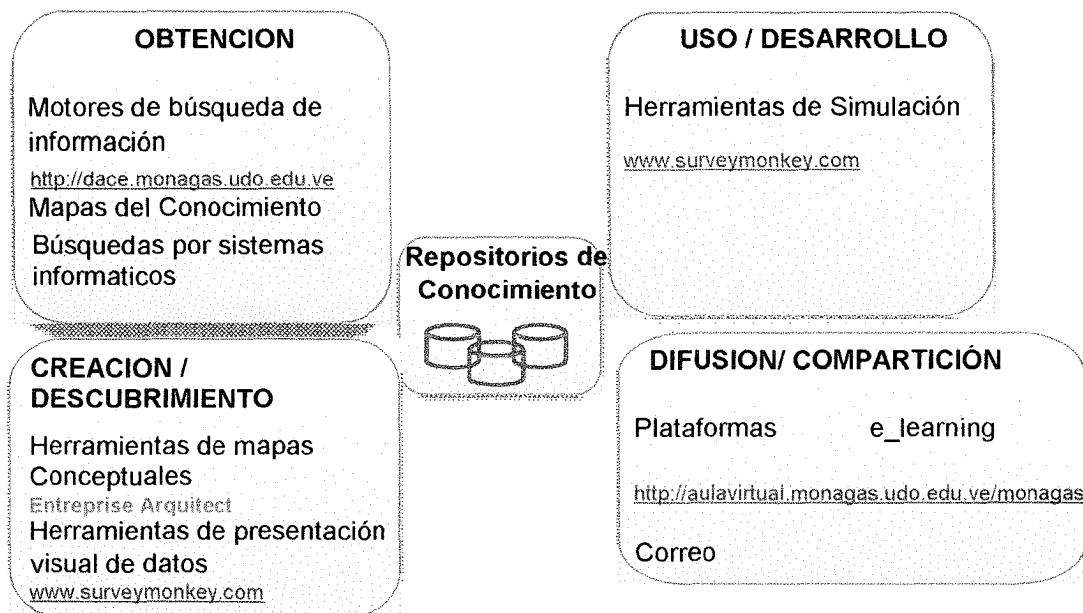 OBTENCION
Motores de búsqueda de
información
http://dace.monagas.udo.edu.ve
Mapas del Conocimiento
Búsquedas por sistemas
informaticos
USO / DESARROLLO
Herramientas de Simulación
www.surveymonkey.com
Repositorios de
Conocimiento
CREACION /
DESCUBRIMIENTO
Herramientas de mapas
Conceptuales
Entreprise Arquitect
Herramientas de presentación
visual de datos
www.surveymonkey.com
DIFUSION/ COMPARTICIÓN
Plataformas e_learning
http://aulavirtual.monagas.udo.edu.ve/monagas
Correo